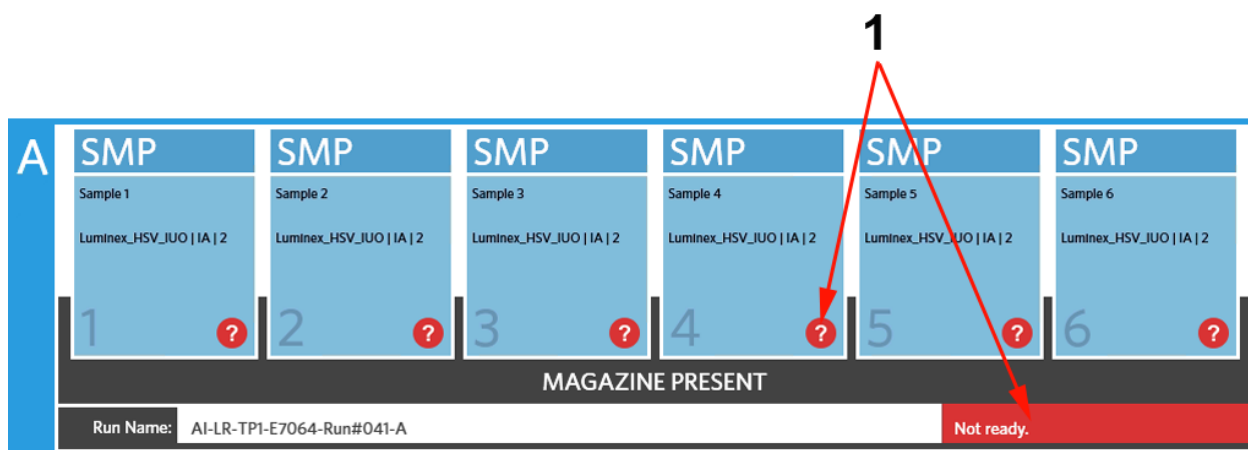 1
A
SMP SMP SMP SMP SMP SMP
Sample 1 Sample 2 Sample 3 Sample 4 Sample 5 Sample 6
Luminex_HSV_IUO | IA | 2 Luminex_HSV_IUO | IA | 2 Luminex_HSV_IUO | IA | 2 Luminex_HSV_IUO | IA | 2 Luminex_HSV_IUO | IA | 2 Luminex_HSV_IUO | IA | 2
1 ? 2 ? 3 ? 4 ? 5 ? 6 ?
MAGAZINE PRESENT
Run Name: AI-LR-TP1-E7064-Run#041-A Not ready.